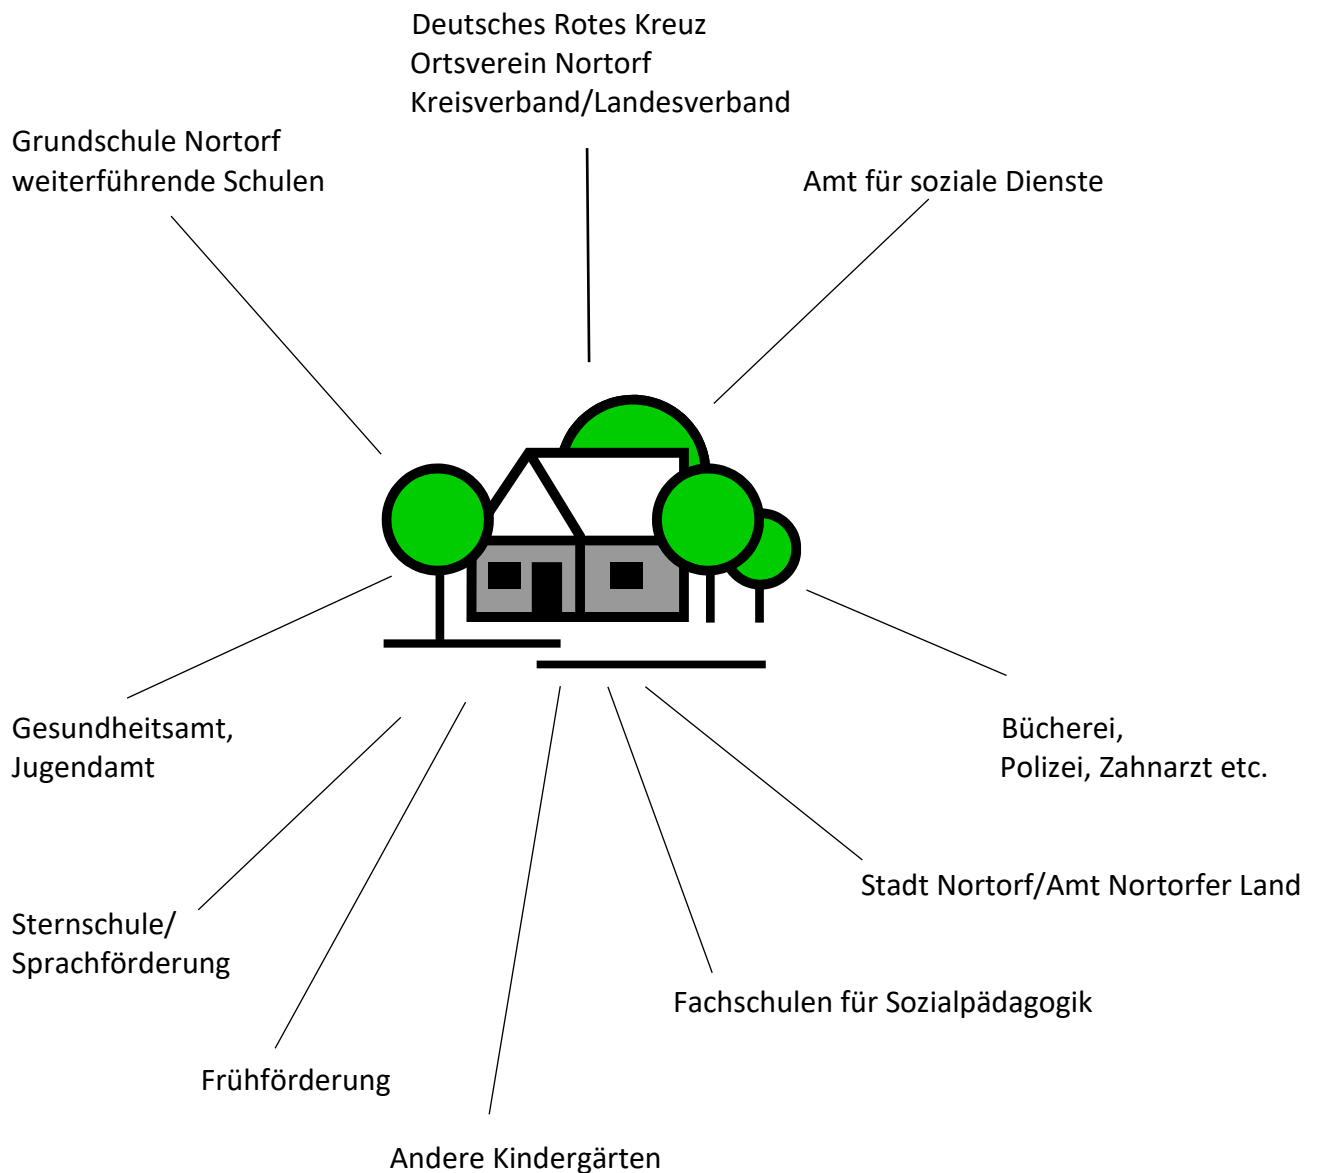 Deutsches Rotes Kreuz
Ortsverein Nortorf
Kreisverband/Landesverband
Grundschule Nortorf
weiterführende Schulen
Amt für soziale Dienste
Gesundheitsamt,
Jugendamt
Bücherei,
Polizei, Zahnarzt etc.
Stadt Nortorf/Amt Nortorfer Land
Sternschule/
Sprachförderung
Fachschulen für Sozialpädagogik
Frühförderung
Andere Kindergärten